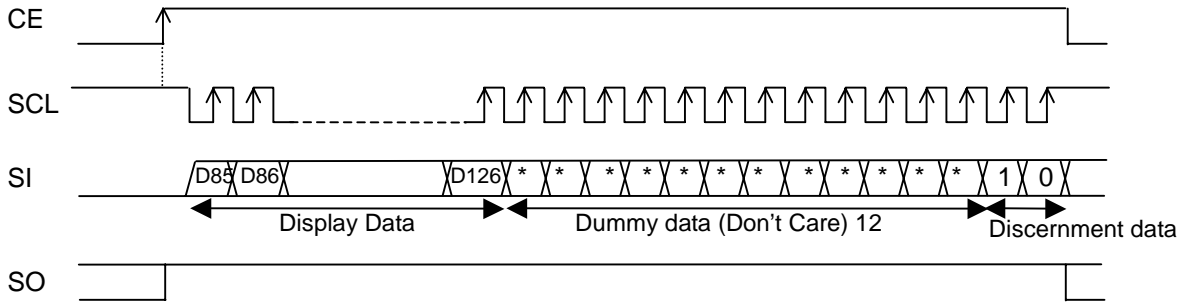 CE
SCL
SI D85 D86 D126 * * * * * * * * * * * * 1 0
Display Data Dummy data (Don't Care) 12 Discernment data
SO